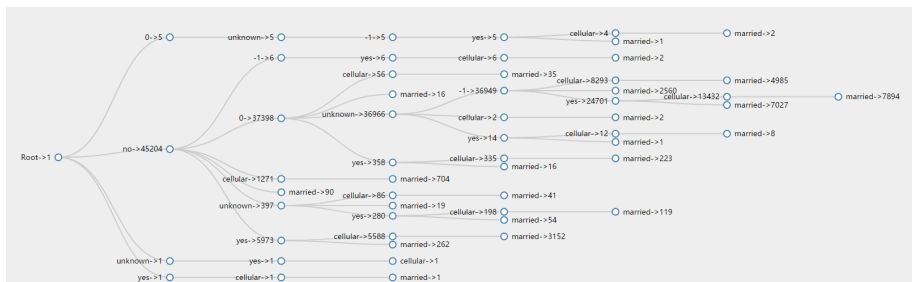 0->5 unknown->5 -1->5 yes->5 cellular->4 married->2
married->1
-1->6 yes->6 cellular->6 married->2
cellular->56 married->35
cellular->8293 married->4985
married->16 -1->36949 married->2560
yes->24701 cellular->13432 married->7894
married->7027
0->37398 unknown->36966 cellular->2 married->2
yes->14 cellular->12 married->8
married->1
Root->1 no->45204 yes->358 cellular->335 married->223
married->16
cellular->1271 married->704
married->90
unknown->397 cellular->86 married->41
married->19
yes->280 cellular->198 married->119
married->54
yes->5973 cellular->5588 married->3152
married->262
unknown->1 yes->1 cellular->1
yes->1 cellular->1 married->1